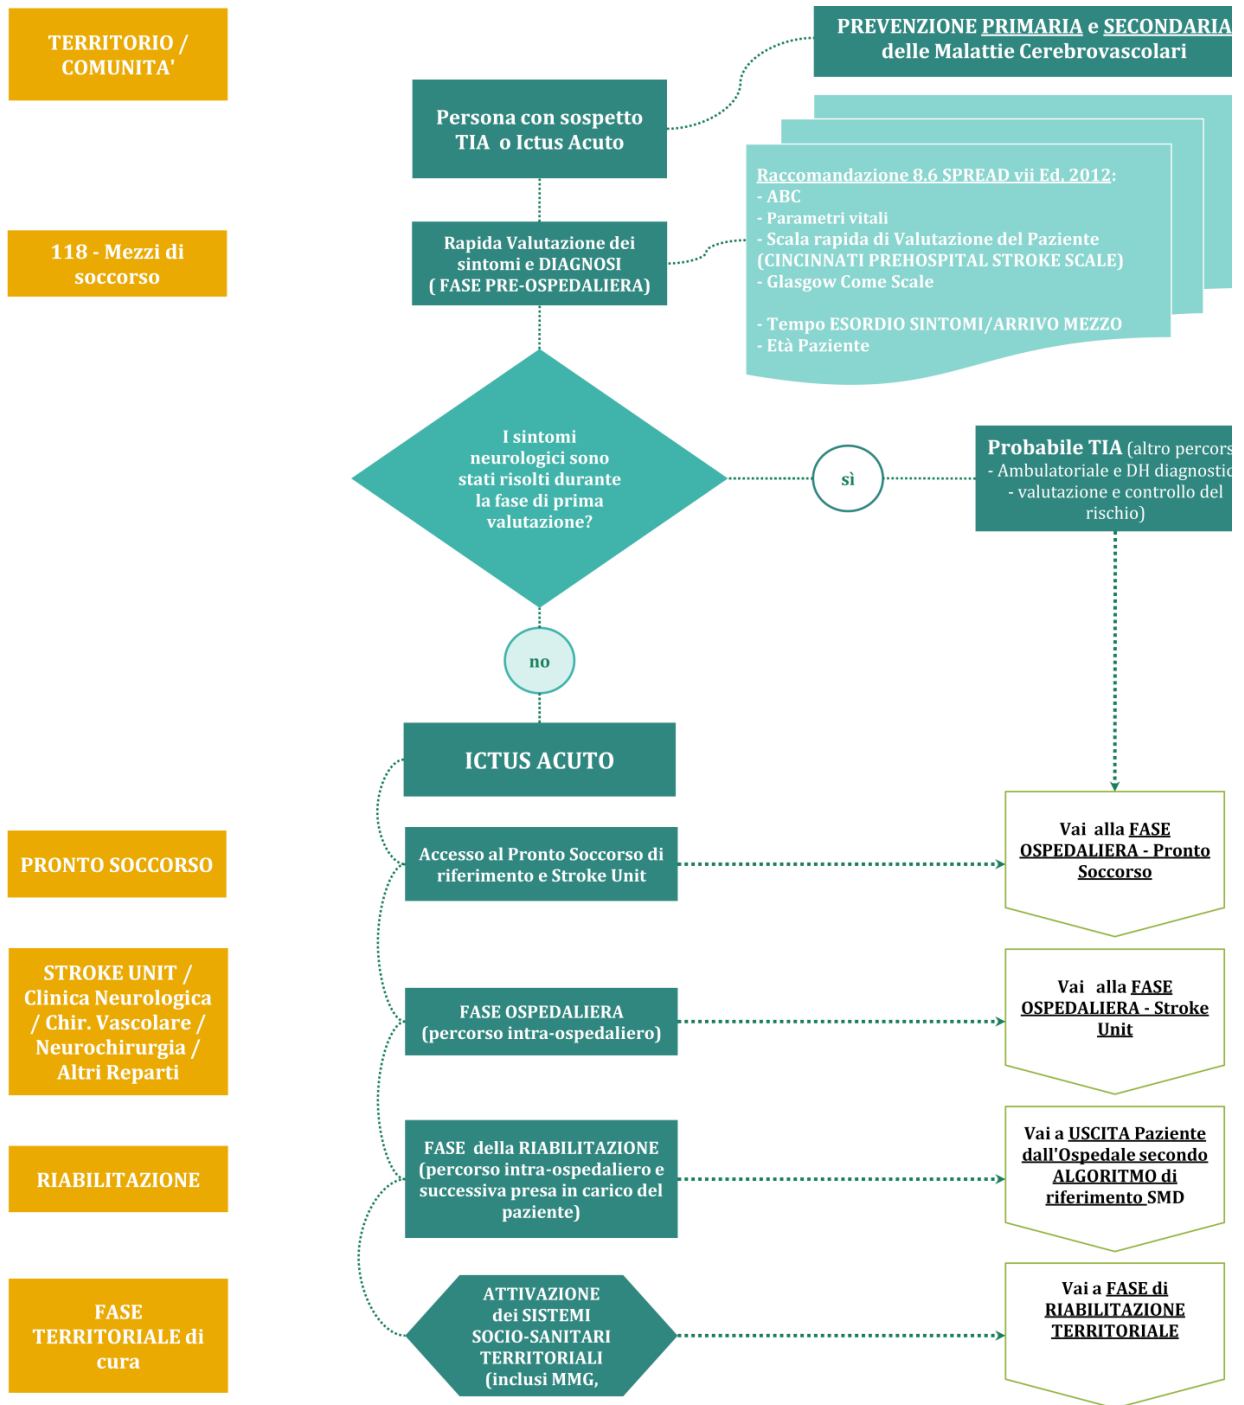 TERRITORIO /
COMUNITA'
PREVENZIONE PRIMARIA e SECONDARIA
delle Malattie Cerebrovascolari
Persona con sospetto
TIA o Ictus Acuto
Raccomandazione 8.6 SPREAD vii Ed. 2012:
- ABC
- Parametri vitali
- Scala rapida di Valutazione del Paziente
(CINCINNATI PREHOSPITAL STROKE SCALE)
- Glasgow Come Scale
- Tempo ESORDIO SINTOMI/ARRIVO MEZZO
- Età Paziente
118 - Mezzi di
soccorso
Rapida Valutazione dei
sintomi e DIAGNOSI
( FASE PRE-OSPEDALIERA)
I sintomi
neurologici sono
stati risolti durante
la fase di prima
valutazione?
sì
Probabile TIA (altro percors
- Ambulatoriale e DH diagnostic
- valutazione e controllo del
rischio)
no
ICTUS ACUTO
PRONTO SOCCORSO
Accesso al Pronto Soccorso di
riferimento e Stroke Unit
Vai alla FASE
OSPEDALIERA - Pronto
Soccorso
STROKE UNIT /
Clinica Neurologica
/ Chir. Vascolare /
Neurochirurgia /
Altri Reparti
FASE OSPEDALIERA
(percorso intra-ospedaliero)
Vai alla FASE
OSPEDALIERA - Stroke
Unit
RIABILITAZIONE
FASE della RIABILITAZIONE
(percorso intra-ospedaliero e
successiva presa in carico del
paziente)
Vai a USCITA Paziente
dall'Ospedale secondo
ALGORITMO di
riferimento SMD
FASE
TERRITORIALE di
cura
ATTIVAZIONE
dei SISTEMI
SOCIO-SANITARI
TERRITORIALI
(inclusi MMG,
Vai a FASE di
RIABILITAZIONE
TERRITORIALE